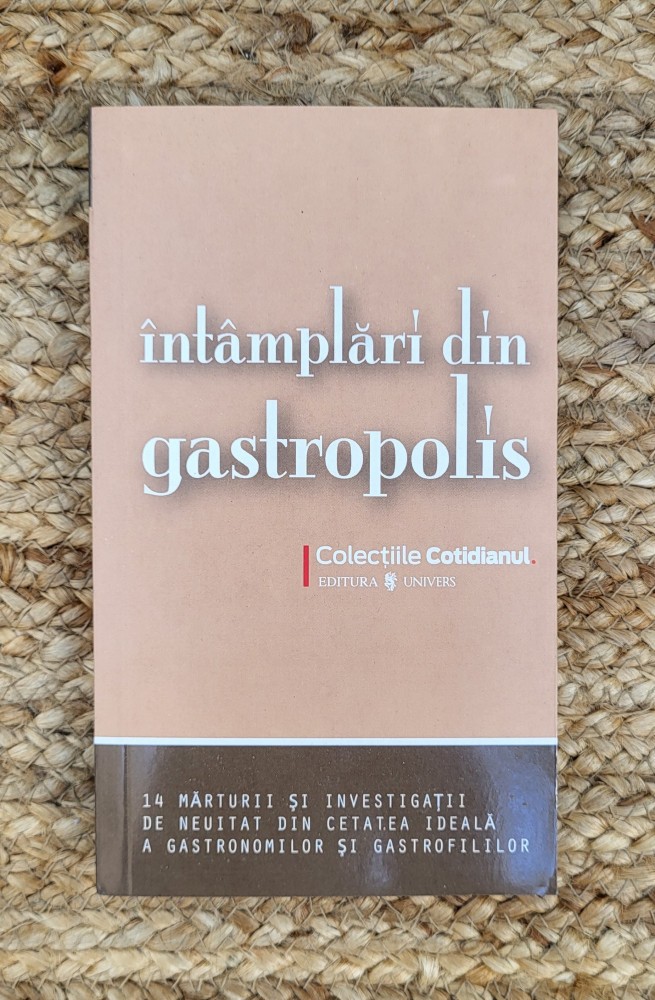 întâmplări din
gastropolis
Colecțiile Cotidianul.
EDITURA UNIVERS
14 MĂRTURII ȘI INVESTIGAȚII
DE NEUITAT DIN CETATEA IDEALĂ
A GASTRONOMILOR ȘI GASTROFILILOR